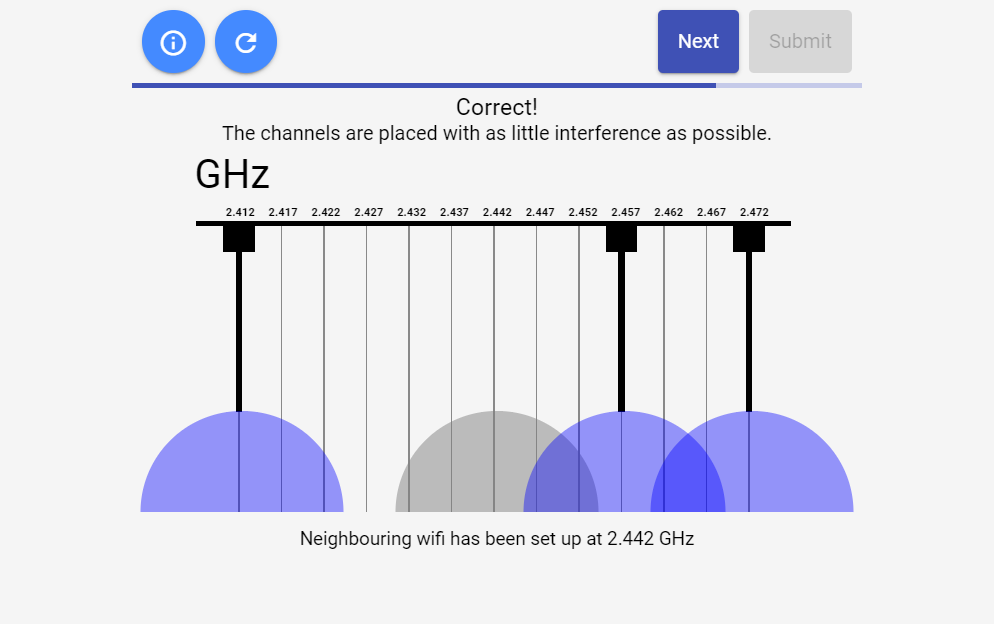 Next Submit
Correct!
The channels are placed with as little interference as possible.
GHz
2.412 2.417 2.422 2.427 2.432 2.437 2.442 2.447 2.452 2.457 2.462 2.467 2.472
Neighbouring wifi has been set up at 2.442 GHz